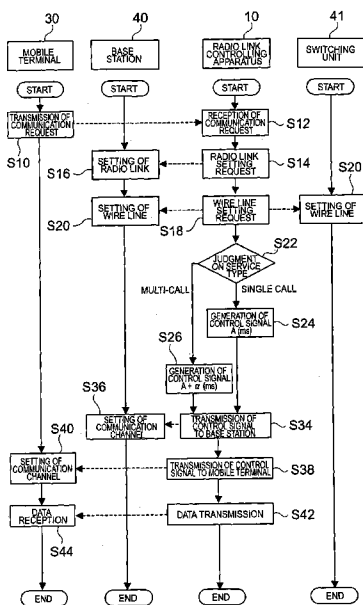 30
40
10
41
MOBILE
TERMINAL
BASE
STATION
RADIO LINK
CONTROLLING
APPARATUS
SWITCHING
UNIT
START
START
START
START
TRANSMISSION OF
COMMUNICATION
REQUEST
S10
RECEPTION OF
COMMUNICATION
REQUEST
S12
SETTING OF
RADIO LINK
S16
RADIO LINK
SETTING
REQUEST
S14
SETTING OF
WIRE LINE
S20
WIRE LINE
SETTING
REQUEST
S18
SETTING OF
WIRE LINE
S20
JUDGMENT
ON SERVICE
TYPE
S22
MULTI-CALL
SINGLE CALL
GENERATION OF
CONTROL SIGNAL
A (ms)
S24
S26
GENERATION OF
CONTROL SIGNAL
A + α (ms)
S36
SETTING OF
COMMUNICATION
CHANNEL
TRANSMISSION
OF CONTROL
SIGNAL TO
BASE STATION
S34
S40
SETTING OF
COMMUNICATION
CHANNEL
TRANSMISSION OF CONTROL
SIGNAL TO MOBILE TERMINAL
S38
DATA
RECEPTION
S44
DATA TRANSMISSION
S42
END
END
END
END